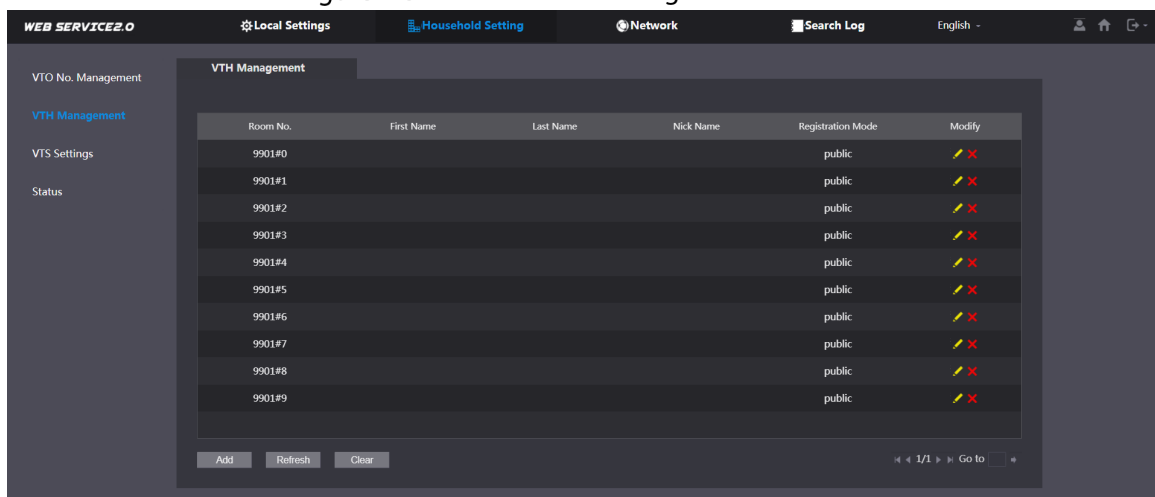 WEB SERVICE2.0 Local Settings Household Setting Network Search Log English
VTO No. Management
VTH Management
VTS Settings
Status
VTH Management
Room No. First Name Last Name Nick Name Registration Mode Modify
9901#0 public
9901#1 public
9901#2 public
9901#3 public
9901#4 public
9901#5 public
9901#6 public
9901#7 public
9901#8 public
9901#9 public
Add Refresh Clear 1/1 Go to